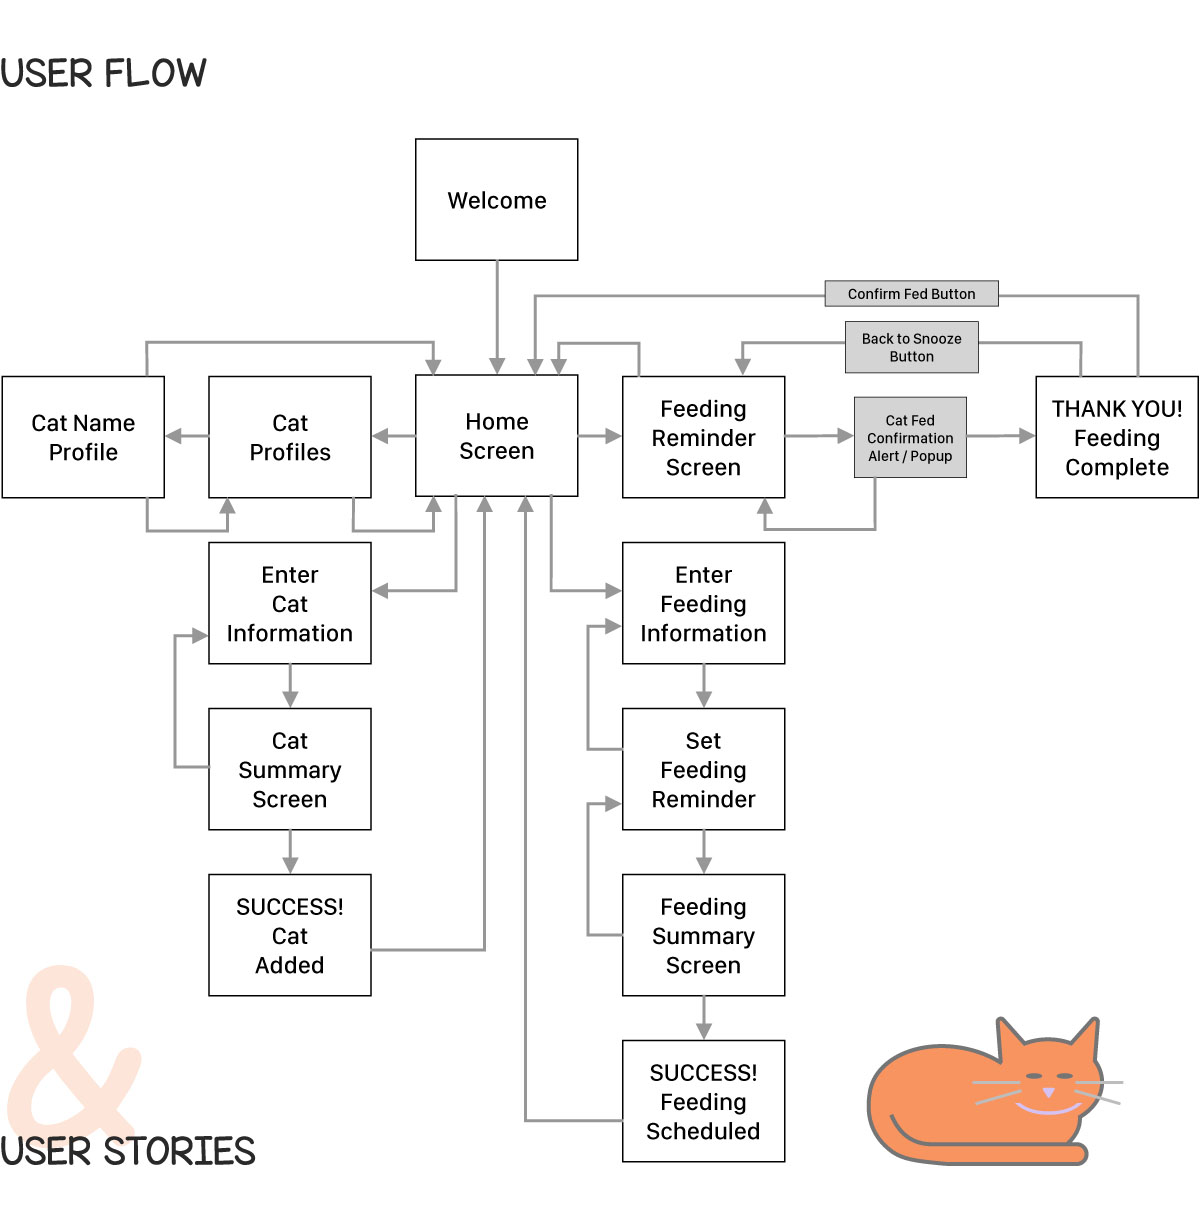 USER FLOW
Welcome
Confirm Fed Button
Back to Snooze
Button
Cat Name
Profile
Cat
Profiles
Home
Screen
Feeding
Reminder
Screen
Cat Fed
Confirmation
Alert / Popup
THANK YOU!
Feeding
Complete
Enter
Cat
Information
Enter
Feeding
Information
Cat
Summary
Screen
Set
Feeding
Reminder
SUCCESS!
Cat
Added
Feeding
Summary
Screen
SUCCESS!
Feeding
Scheduled
&
USER STORIES